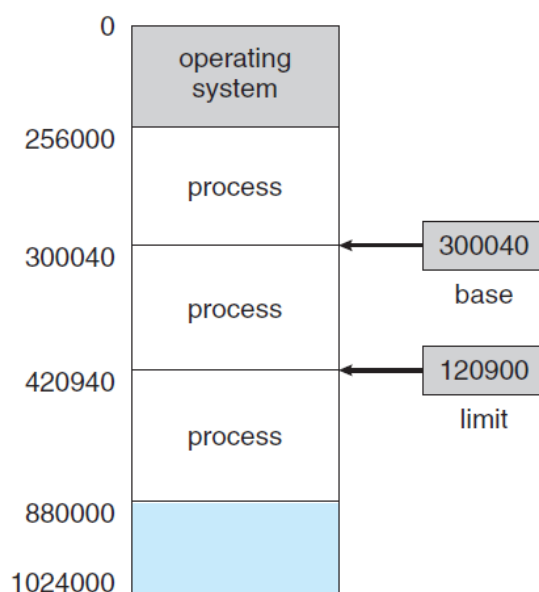 0
operating
system
256000
process
300040
300040
base
process
420940
120900
limit
process
880000
1024000